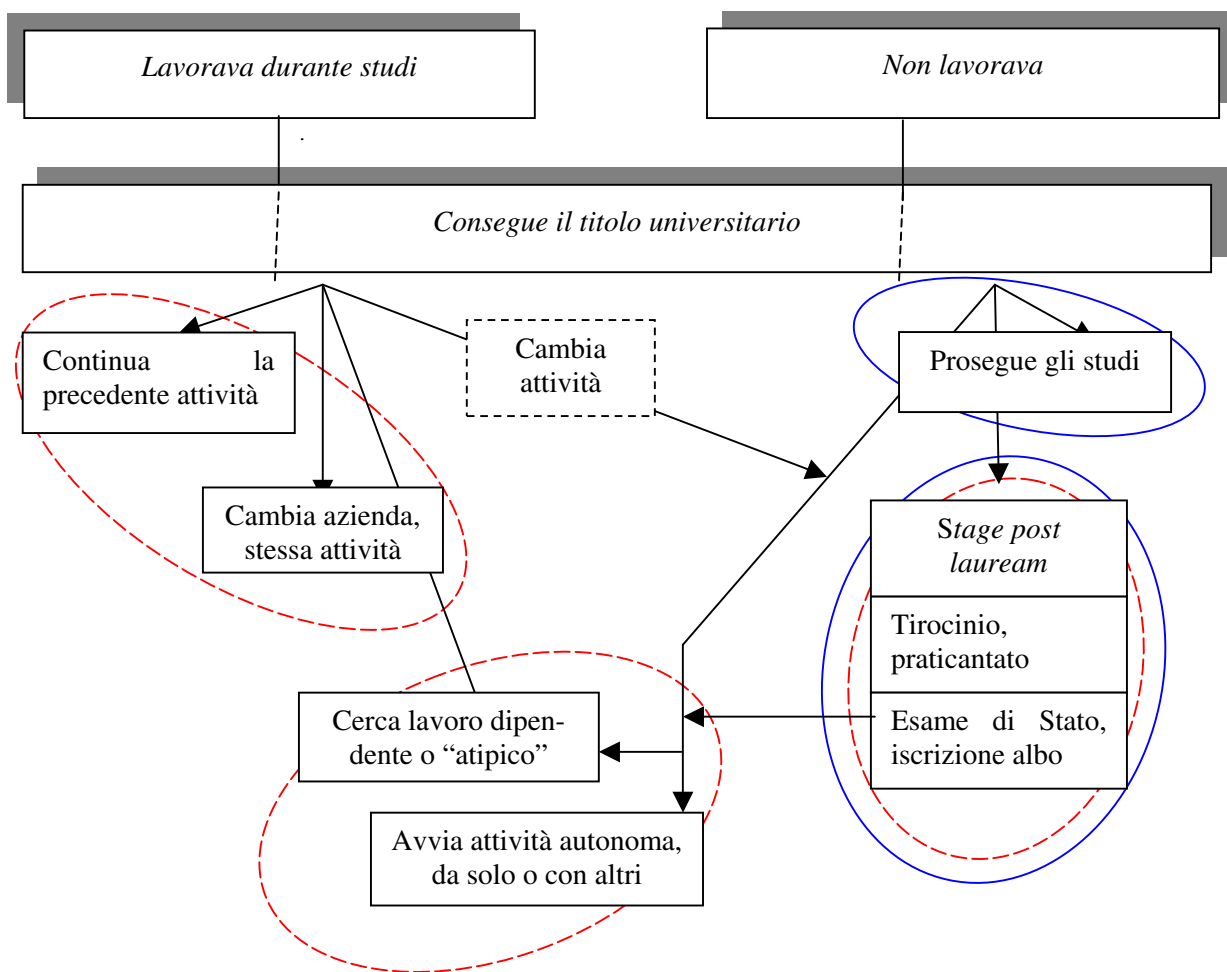 Lavorava durante studi
Non lavorava
Consegue il titolo universitario
Continua la
precedente attività
Cambia
attività
Prosegue gli studi
Cambia azienda,
stessa attività
Stage post
lauream
Tirocinio,
praticantato
Esame di Stato,
iscrizione albo
Cerca lavoro dipen-
dente o “atipico”
Avvia attività autonoma,
da solo o con altri